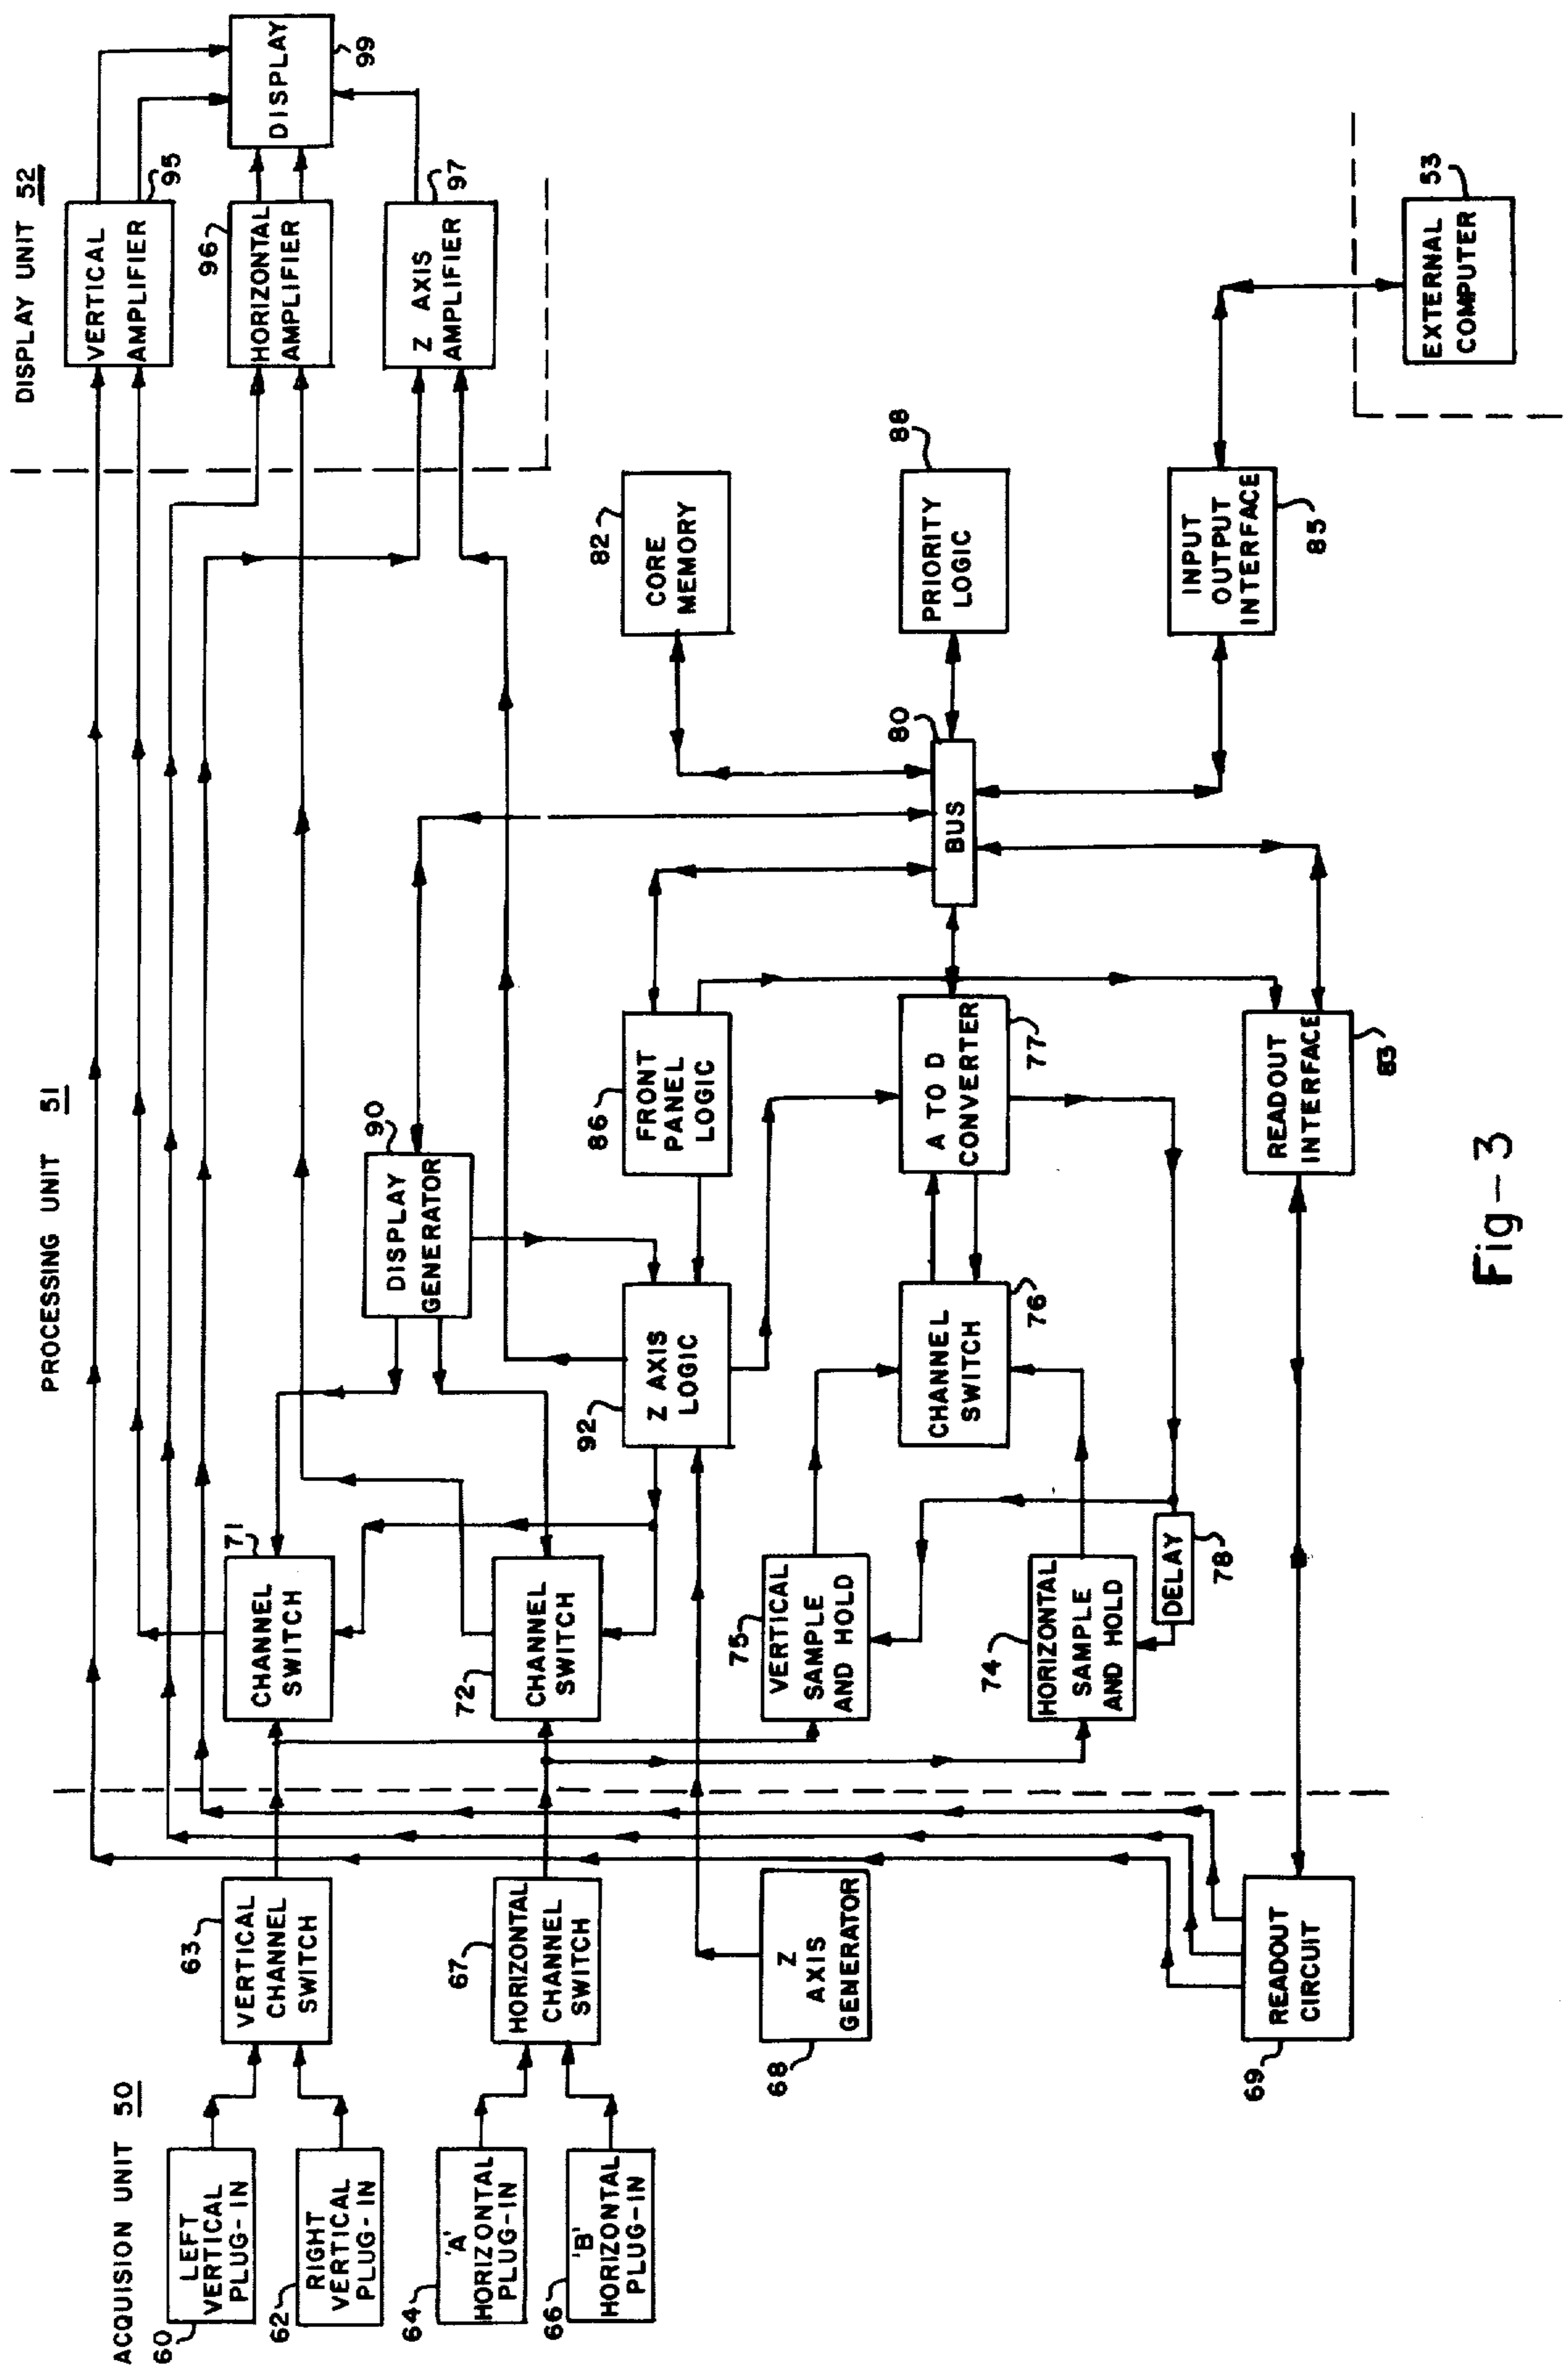 ACQUISION UNIT 50
PROCESSING UNIT 51
DISPLAY UNIT 52
60
LEFT
VERTICAL
PLUG-IN
62
RIGHT
VERTICAL
PLUG-IN
64
'A'
HORIZONTAL
PLUG-IN
66
'B'
HORIZONTAL
PLUG-IN
63
VERTICAL
CHANNEL
SWITCH
67
HORIZONTAL
CHANNEL
SWITCH
68
Z
AXIS
GENERATOR
69
READOUT
CIRCUIT
71
CHANNEL
SWITCH
72
CHANNEL
SWITCH
75
VERTICAL
SAMPLE
AND HOLD
74
HORIZONTAL
SAMPLE
AND HOLD
DELAY
78
90
DISPLAY
GENERATOR
92
Z AXIS
LOGIC
CHANNEL
SWITCH
76
86
FRONT
PANEL
LOGIC
A TO D
CONVERTER
77
READOUT
INTERFACE
83
80
BUS
82
CORE
MEMORY
88
PRIORITY
LOGIC
INPUT
OUTPUT
INTERFACE
85
VERTICAL
AMPLIFIER
95
96
HORIZONTAL
AMPLIFIER
Z AXIS
AMPLIFIER
97
DISPLAY
99
EXTERNAL
COMPUTER
53
Fig-3